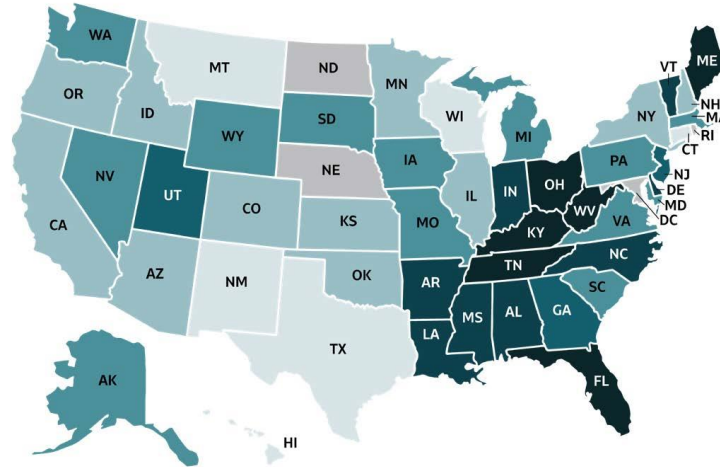 WA
MT
ND
MN
VT
ME
OR
ID
WY
SD
WI
MI
NY
NH
MA
RI
CT
NV
UT
CO
NE
IA
IL
IN
OH
PA
NJ
DE
MD
DC
CA
AZ
NM
KS
MO
KY
WV
VA
OK
AR
TN
NC
SC
TX
LA
MS
AL
GA
FL
AK
HI